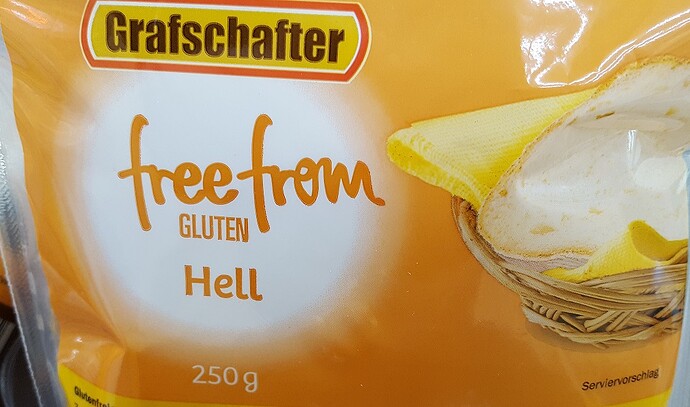 Grafschafter
free from
GLUTEN
Hell
250g
Serviervorschlag